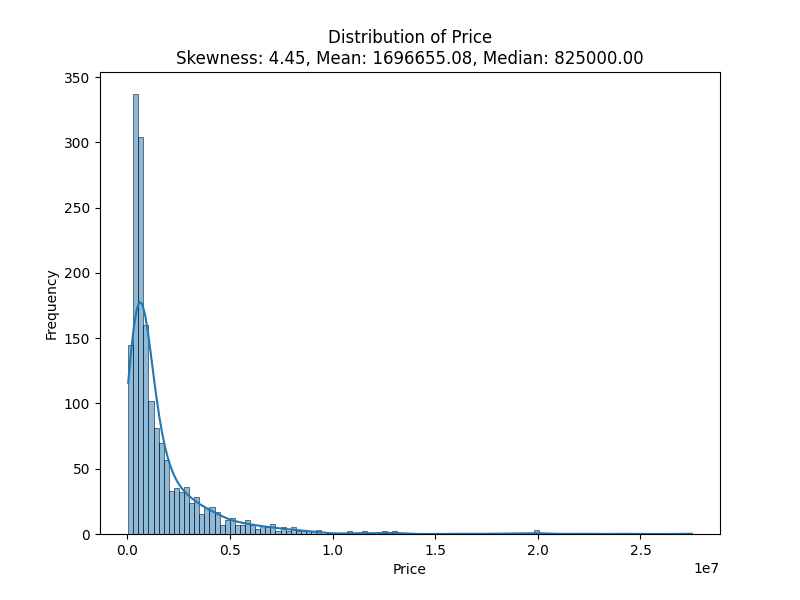 Distribution of Price
Skewness: 4.45, Mean: 1696655.08, Median: 825000.00
350
300
250
200
150
100
50
0
Frequency
0.0 0.5 1.0 1.5 2.0 2.5
1e7
Price